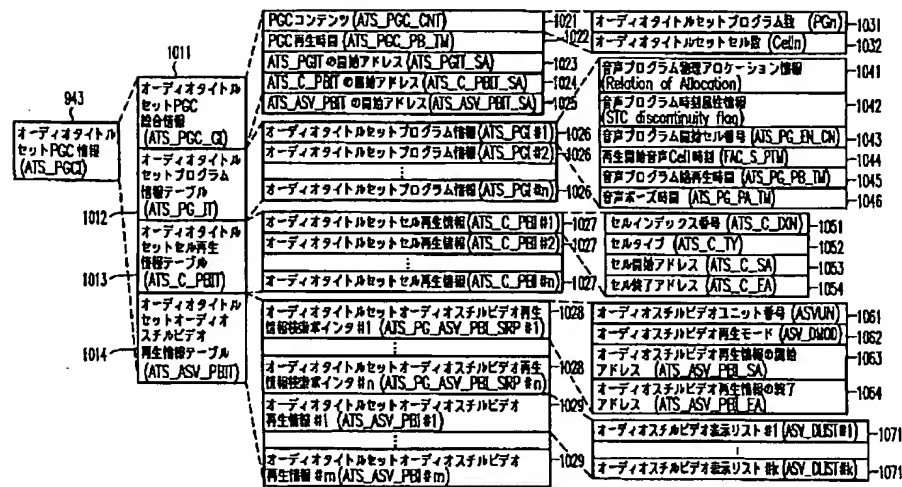 943
オーディオタイトル
セットPGC情報
(ATS_PGCI)
1011
オーディオタイトル
セットPGC
総合情報
(ATS_PGC_GI)
オーディオタイトル
セットプログラム
情報テーブル
(ATS_PG_IT)
1012
オーディオタイトル
セットセル再生
情報テーブル
(ATS_C_PBIT)
1013
オーディオタイトル
セットオーディオ
スチルビデオ
再生情報テーブル
(ATS_ASV_PBIT)
1014
PGCコンテンツ (ATS_PGC_CNT)
1021
PGC再生時間 (ATS_PGC_PB_TM)
1022
ATS_PGITの開始アドレス (ATS_PGIT_SA)
1023
ATS_C_PBITの開始アドレス (ATS_C_PBIT_SA)
1024
ATS_ASV_PBITの開始アドレス (ATS_ASV_PBIT_SA)
1025
オーディオタイトルセットプログラム情報 (ATS_PGI #1)
1026
オーディオタイトルセットプログラム情報 (ATS_PGI #2)
1026
オーディオタイトルセットプログラム情報 (ATS_PGI #n)
1026
オーディオタイトルセットセル再生情報 (ATS_C_PBI #1)
1027
オーディオタイトルセットセル再生情報 (ATS_C_PBI #2)
1027
オーディオタイトルセットセル再生情報 (ATS_C_PBI #n)
1027
オーディオタイトルセットオーディオスチルビデオ再生
情報検索ポインタ #1 (ATS_PG_ASV_PBI_SRP #1)
1028
オーディオタイトルセットオーディオスチルビデオ再生
情報検索ポインタ #n (ATS_PG_ASV_PBI_SRP #n)
1028
オーディオタイトルセットオーディオスチルビデオ
再生情報 #1 (ATS_ASV_PBI #1)
1029
オーディオタイトルセットオーディオスチルビデオ
再生情報 #m (ATS_ASV_PBI #m)
1029
オーディオタイトルセットプログラム数 (PGn)
1031
オーディオタイトルセットセル数 (Celln)
1032
音声プログラム物理アロケーション情報
(Relation of Allocation)
1041
音声プログラム時刻属性情報
(STC discontinuity flag)
1042
音声プログラム開始セル番号 (ATS_PG_EN_CN)
1043
再生開始音声Cell時刻 (FAC_S_PTM)
1044
音声プログラム総再生時間 (ATS_PG_PB_TM)
1045
音声ポーズ時間 (ATS_PG_PA_TM)
1046
セルインデックス番号 (ATS_C_IXN)
1051
セルタイプ (ATS_C_TY)
1052
セル開始アドレス (ATS_C_SA)
1053
セル終了アドレス (ATS_C_EA)
1054
オーディオスチルビデオユニット番号 (ASVUN)
1061
オーディオスチルビデオ再生モード (ASV_DMOD)
1062
オーディオスチルビデオ再生情報の開始
アドレス (ATS_ASV_PBI_SA)
1063
オーディオスチルビデオ再生情報の終了
アドレス (ATS_ASV_PBI_EA)
1064
オーディオスチルビデオ表示リスト #1 (ASV_DLIST #1)
1071
オーディオスチルビデオ表示リスト #k (ASV_DLIST #k)
1071